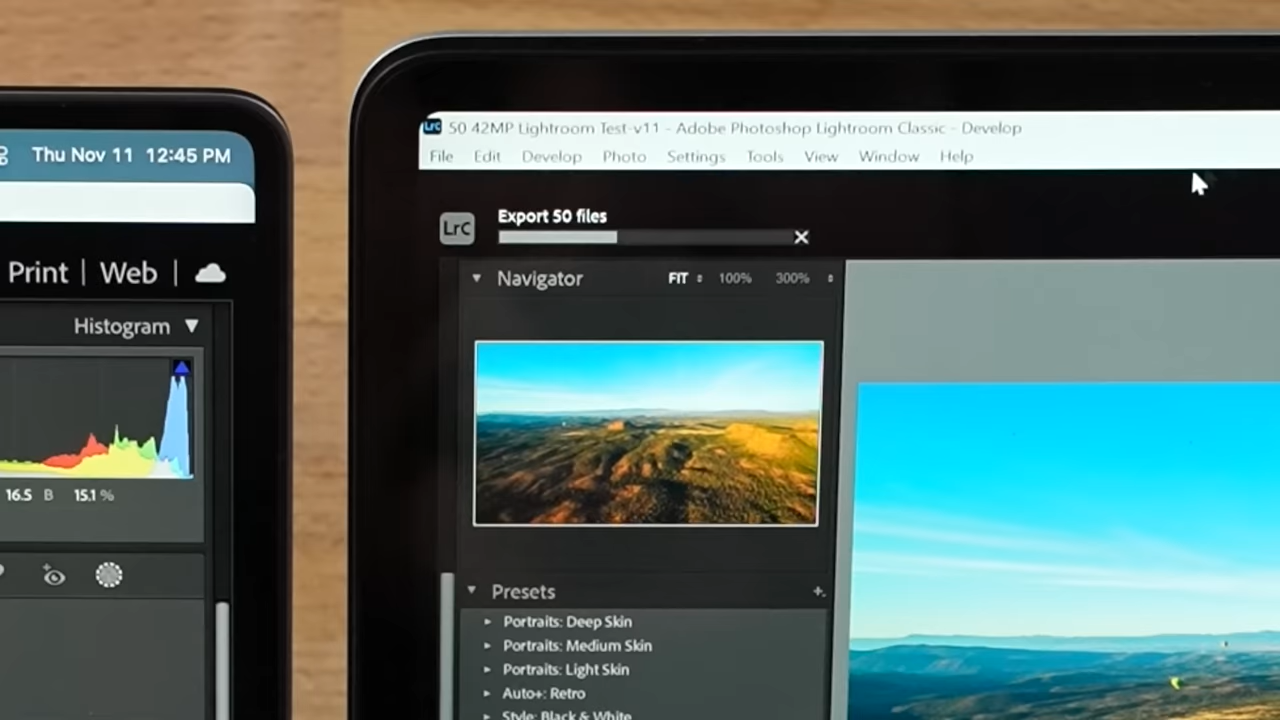 Thu Nov 11 12:45 PM
Print | Web |
Histogram
16.5 B 15.1 %
LrC 50 42MP Lightroom Test-v11 - Adobe Photoshop Lightroom Classic - Develop
File Edit Develop Photo Settings Tools View Window Help
LrC Export 50 files
Navigator FIT 100% 300%
Presets
Portraits: Deep Skin
Portraits: Medium Skin
Portraits: Light Skin
Auto+: Retro
Style: Black & White